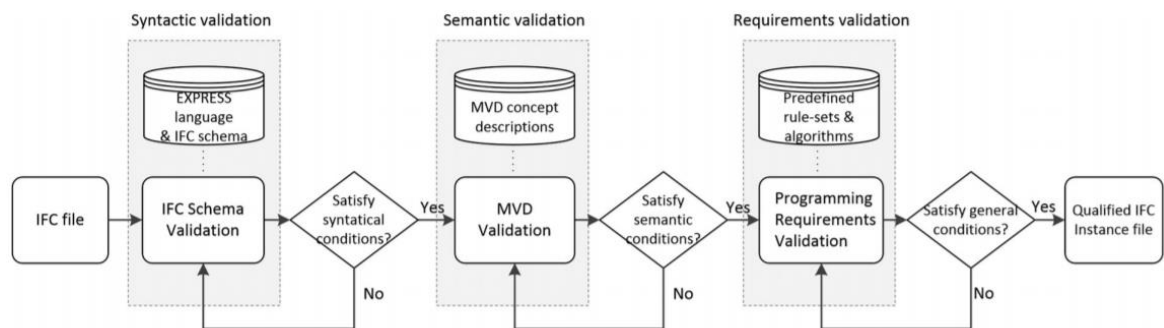 Syntactic validation
Semantic validation
Requirements validation
EXPRESS
language
& IFC schema
MVD concept
descriptions
Predefined
rule-sets &
algorithms
IFC file
IFC Schema
Validation
Satisfy
syntatical
conditions?
Yes
MVD
Validation
Satisfy
semantic
conditions?
Yes
Programming
Requirements
Validation
Satisfy general
conditions?
Yes
Qualified IFC
Instance file
No
No
No